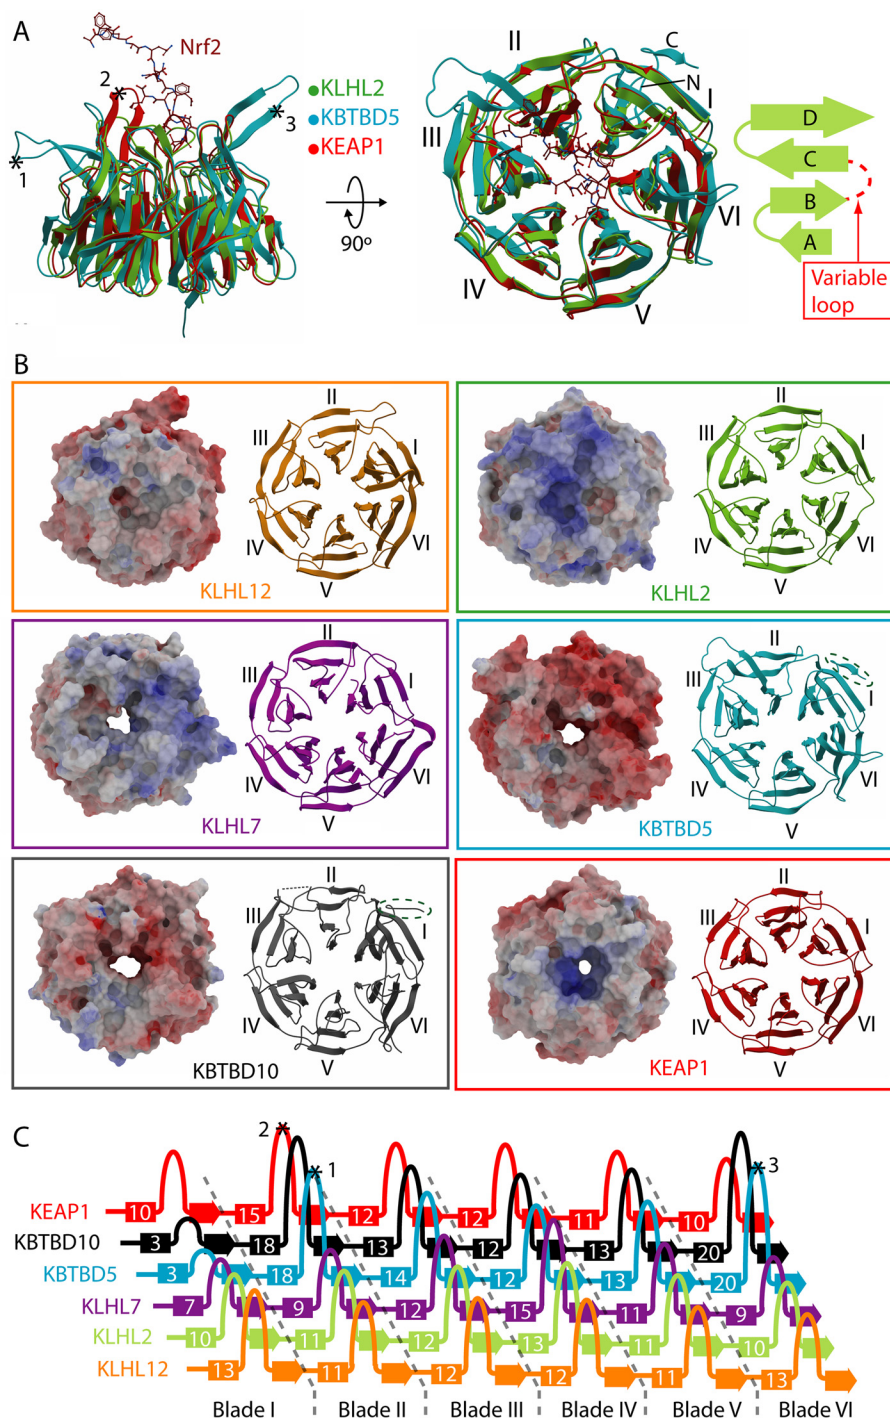 A
Nrf2
2
KLHL2
KBTBD5
KEAP1
3
1
90º
II
C
N
I
III
VI
IV
V
D
C
B
A
Variable
loop
B
II
III
I
IV
VI
V
KLHL12
II
III
I
IV
VI
V
KLHL2
II
III
I
IV
VI
V
KLHL7
II
III
I
IV
VI
V
KBTBD5
II
III
I
IV
VI
V
KBTBD10
II
III
I
IV
VI
V
KEAP1
C
2
1
3
KEAP1 10 15 12 12 11 10
KBTBD10 3 18 13 12 13 20
KBTBD5 3 18 14 12 13 20
KLHL7 7 9 12 15 11 9
KLHL2 10 11 12 13 11 10
KLHL12 13 11 12 12 11 13
Blade I Blade II Blade III Blade IV Blade V Blade VI